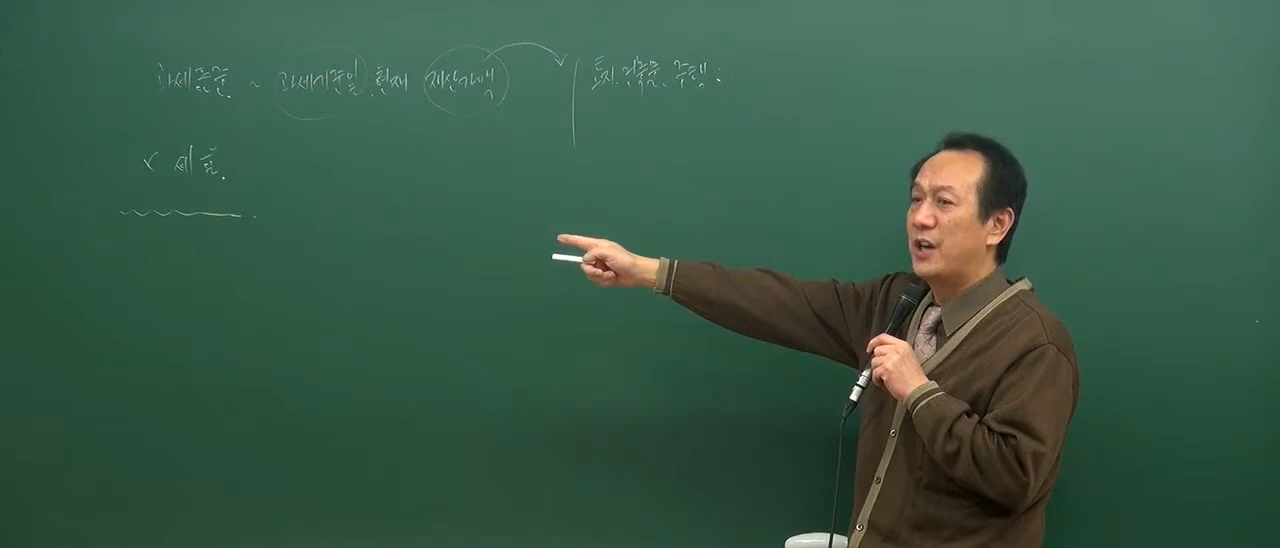 과세표준 ~ 과세기준일 현재 재산가액 토지, 건축물, 주택 :
× 세율.